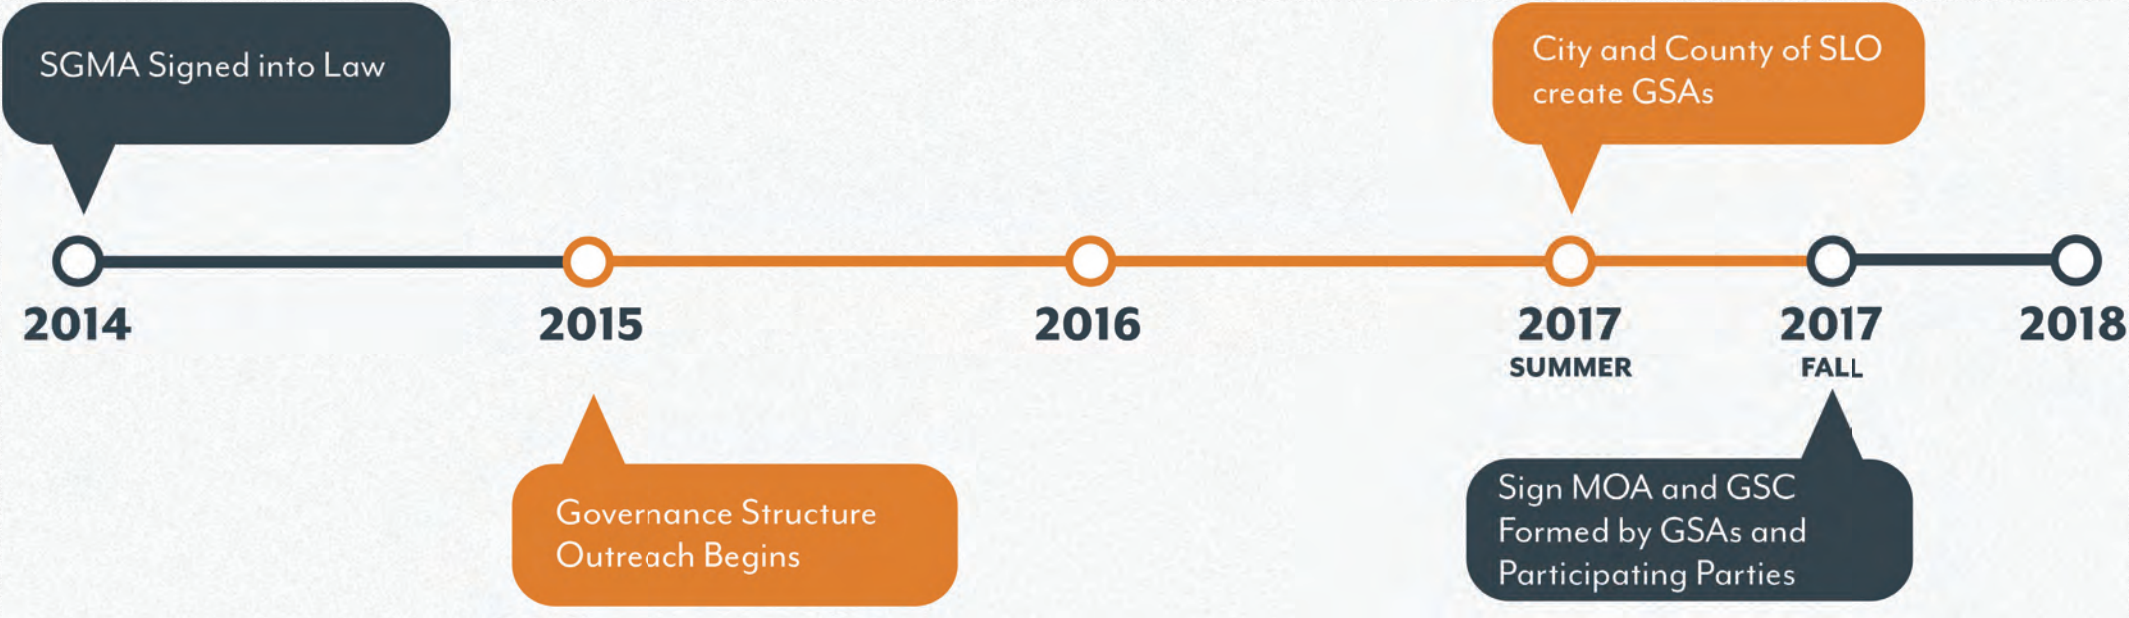 SGMA Signed into Law
City and County of SLO
create GSAs
2014
2015
2016
2017
SUMMER
2017
FALL
2018
Governance Structure
Outreach Begins
Sign MOA and GSC
Formed by GSAs and
Participating Parties